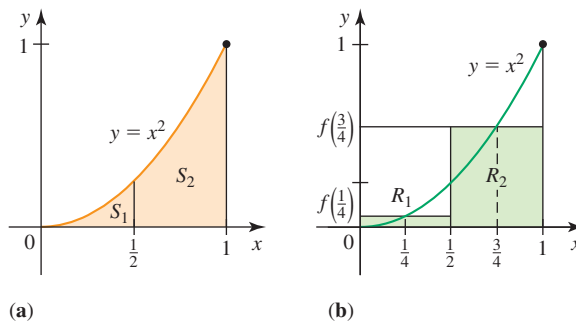 y
1
y = x²
S₂
S₁
0
1/2
1
x
(a)
y
1
y = x²
f(3/4)
R₂
f(1/4)
R₁
0
1/4
1/2
3/4
1
x
(b)